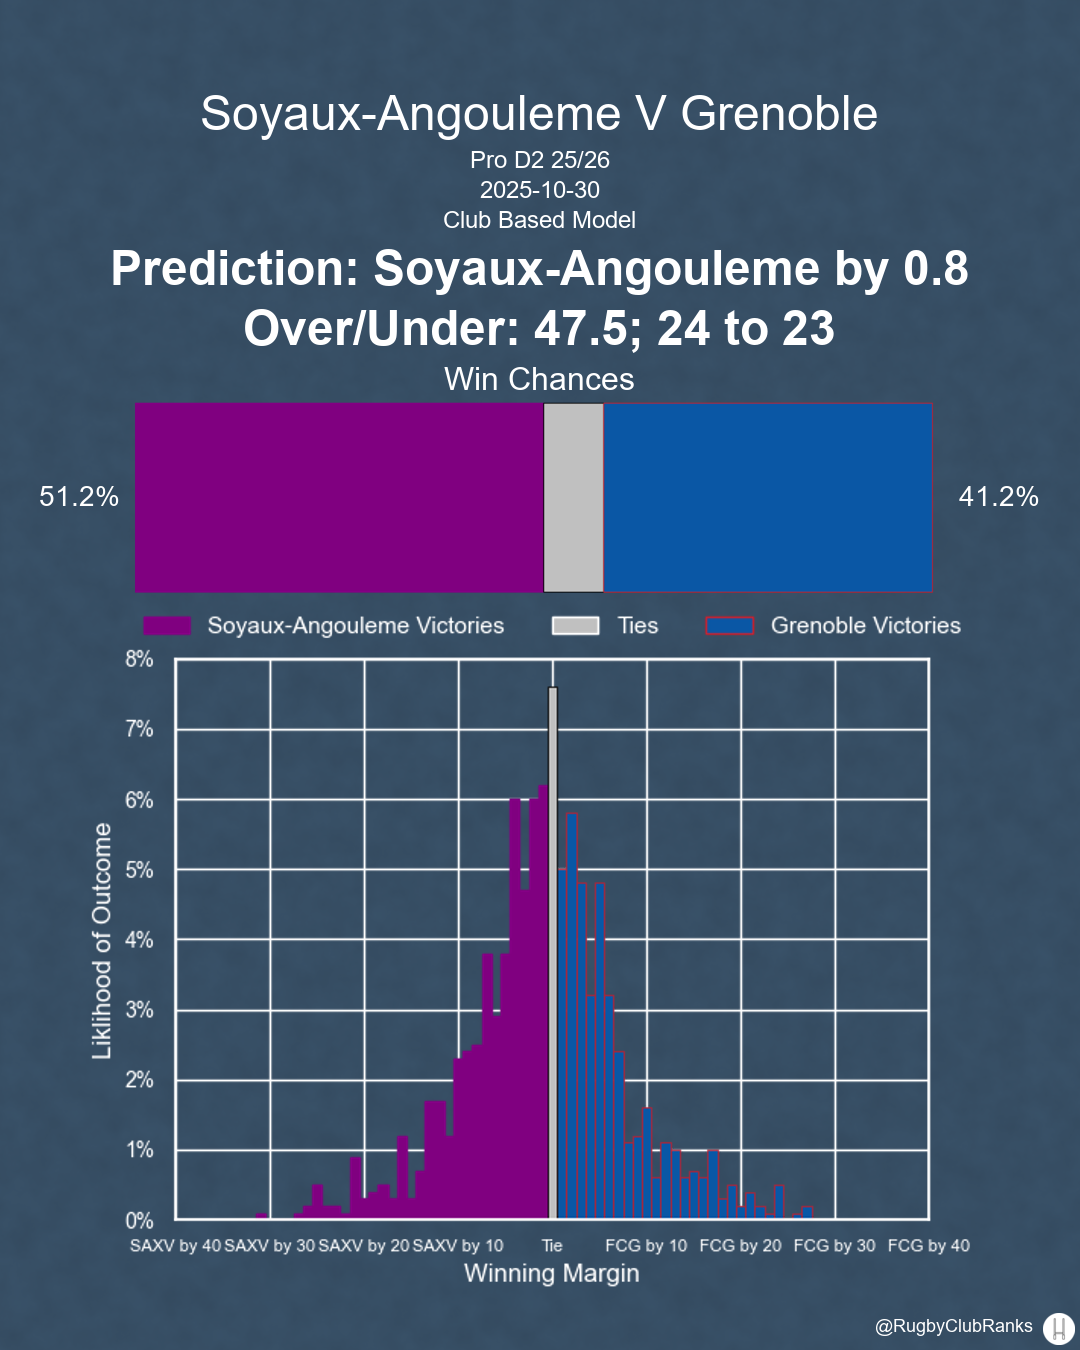 Soyaux-Angouleme V Grenoble
Pro D2 25/26
2025-10-30
Club Based Model
Prediction: Soyaux-Angouleme by 0.8
Over/Under: 47.5; 24 to 23
Win Chances
51.2%
41.2%
Soyaux-Angouleme Victories
Ties
Grenoble Victories
8%
7%
6%
5%
4%
3%
2%
1%
0%
Liklihood of Outcome
SAXV by 40
SAXV by 30
SAXV by 20
SAXV by 10
Tie
FCG by 10
FCG by 20
FCG by 30
FCG by 40
Winning Margin
@RugbyClubRanks